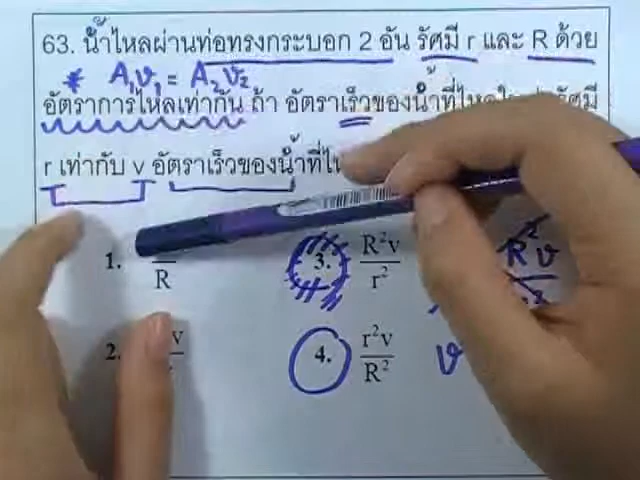 63. น้ำไหลผ่านท่อทรงกระบอก 2 อัน รัศมี r และ R ด้วย
* A₁v₁ = A₂v₂
อัตราการไหลเท่ากัน ถ้า อัตราเร็วของน้ำที่ไหล รัศมี
r เท่ากับ v อัตราเร็วของน้ำที่
1. R
3. R²v / r²
R²v
2. v
4. r²v / R²
v